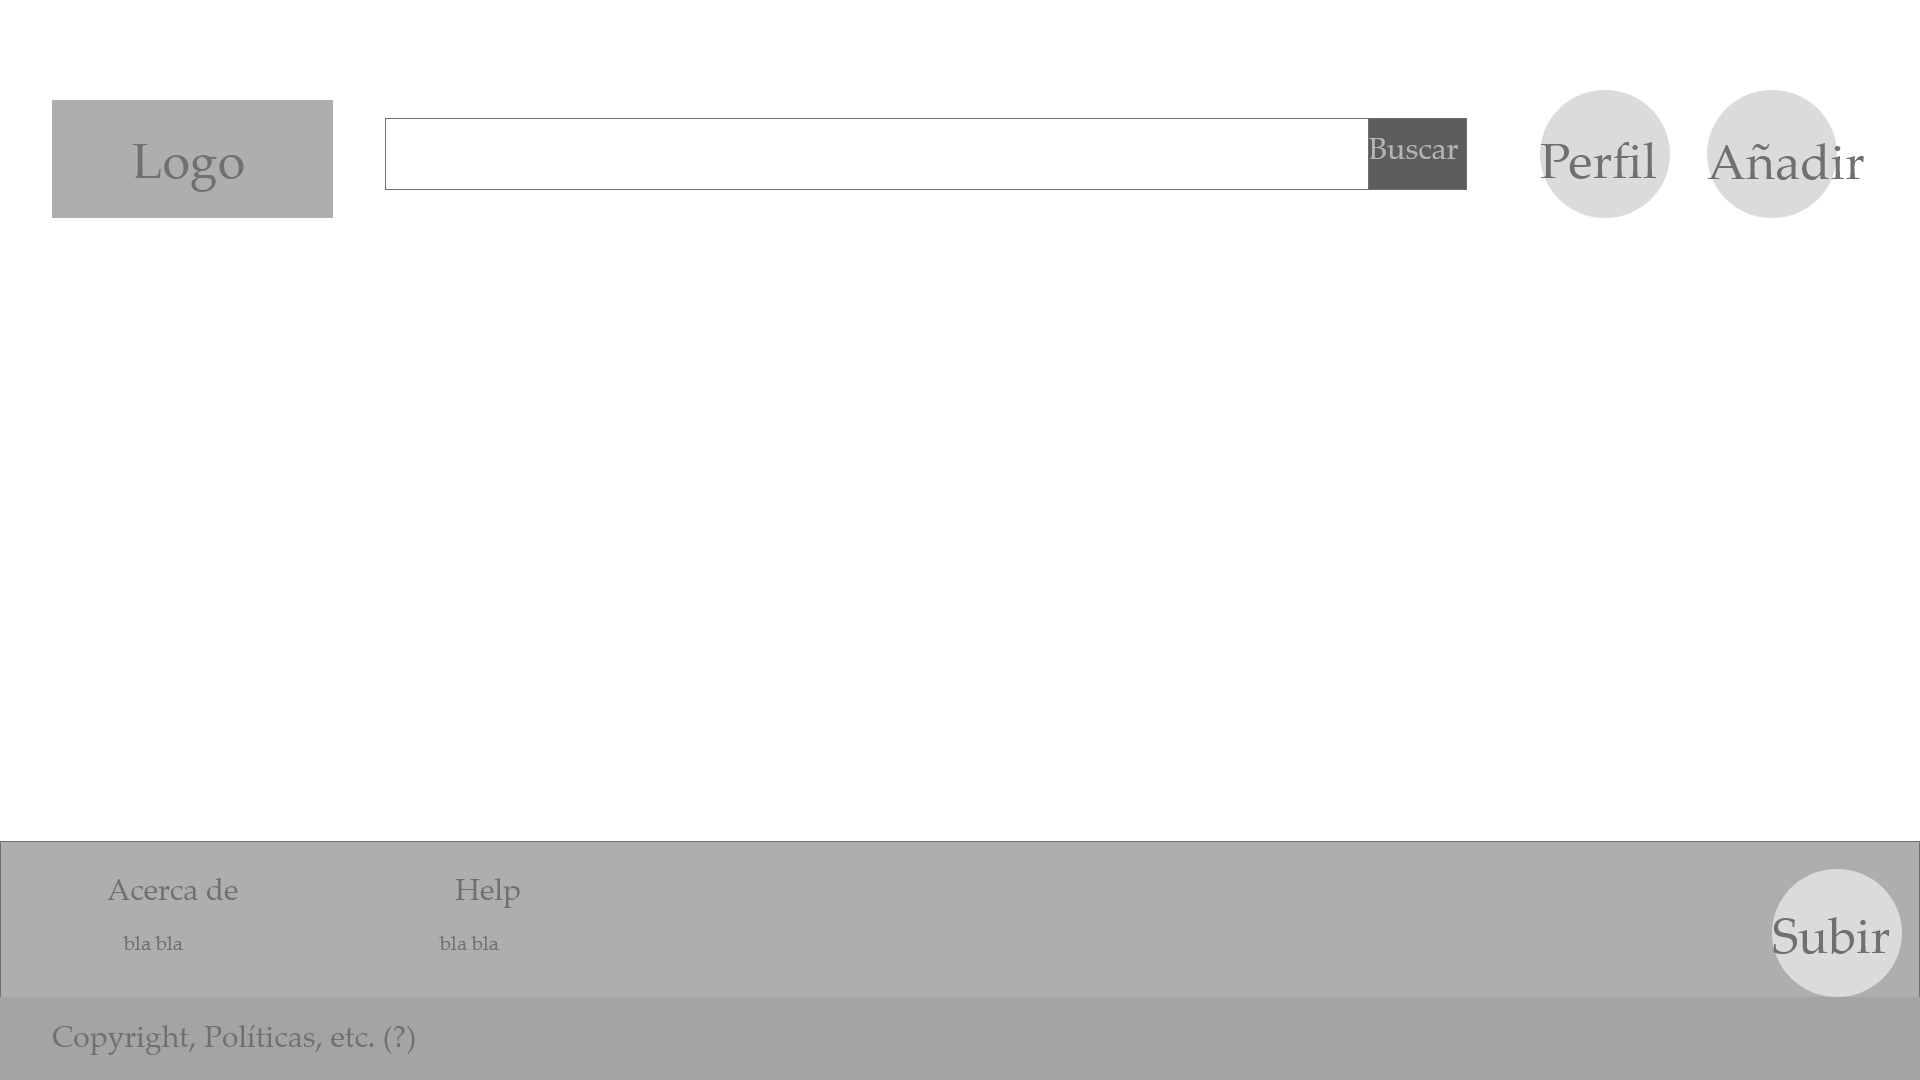 Logo
Buscar
Perfil
Añadir
Acerca de
Help
bla bla
bla bla
Subir
Copyright, Políticas, etc. (?)